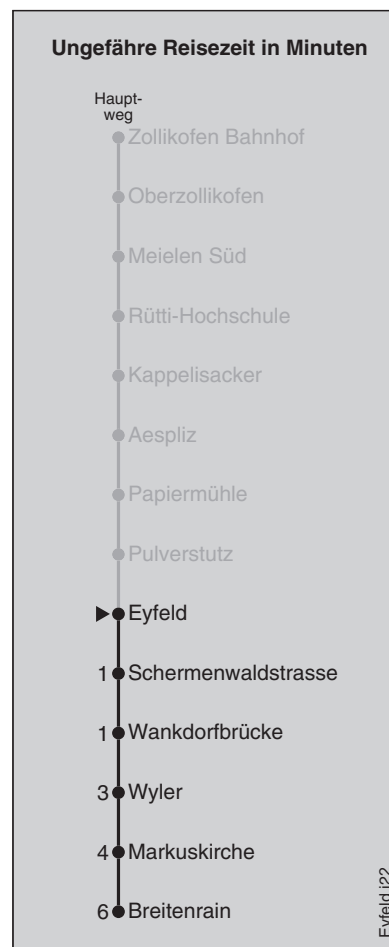 Ungefähre Reisezeit in Minuten
Haupt-
weg
Zollikofen Bahnhof
Oberzollikofen
Meielen Süd
Rütti-Hochschule
Kappelisacker
Aespliz
Papiermühle
Pulverstutz
Eyfeld
1 Schermenwaldstrasse
1 Wankdorfbrücke
3 Wyler
4 Markuskirche
6 Breitenrain
Eyfeld j22